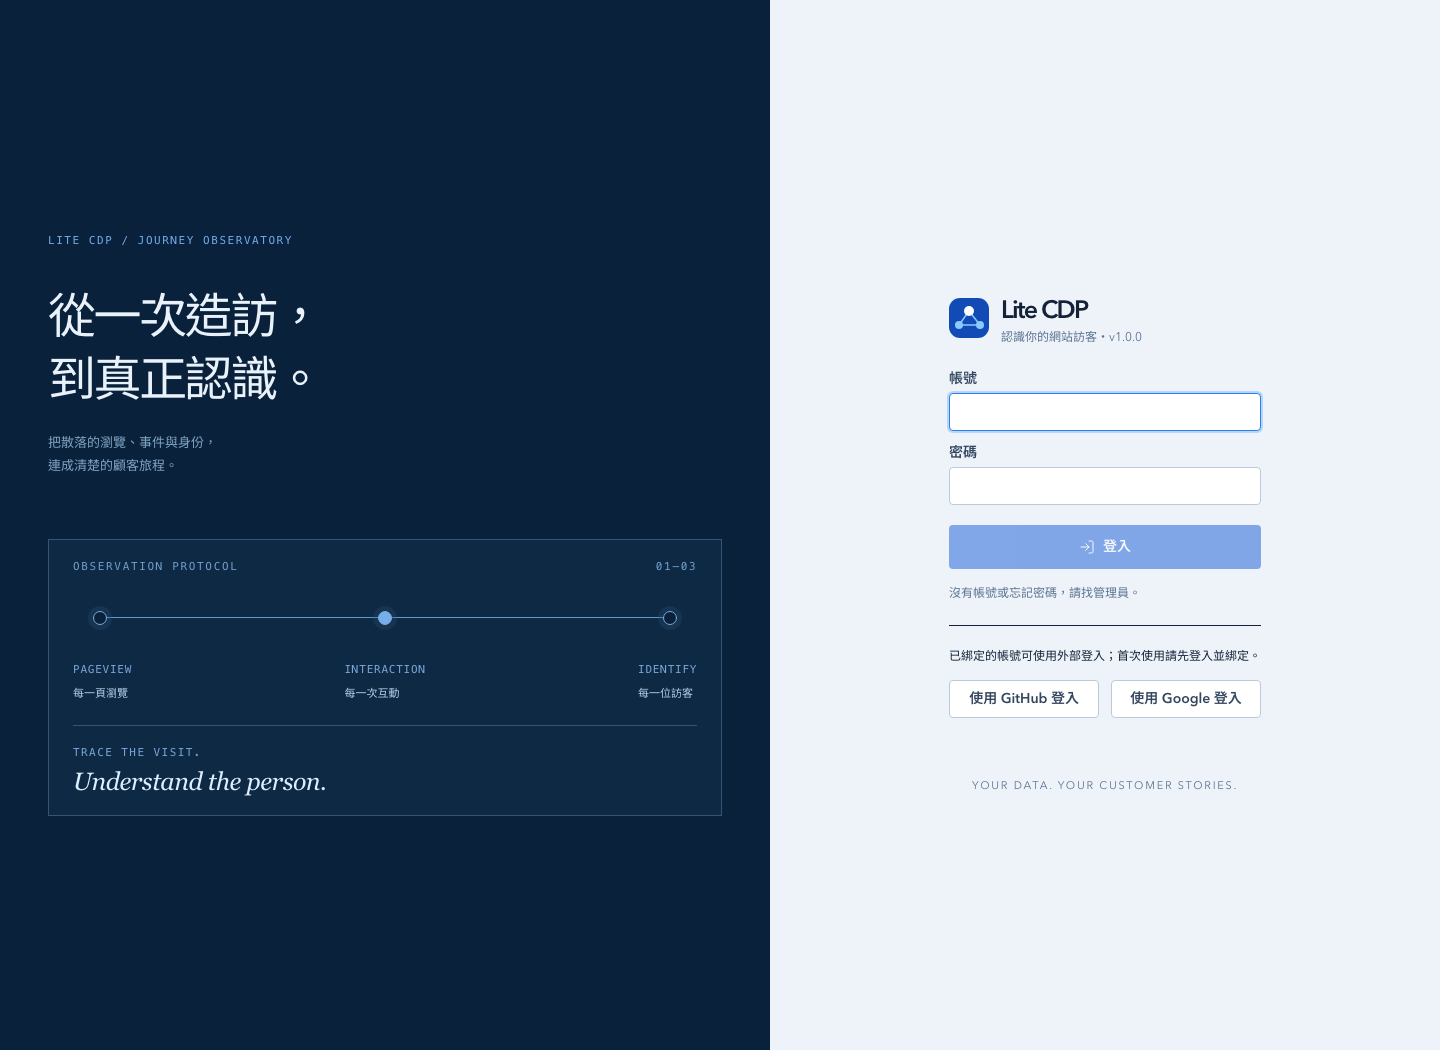 LITE CDP / JOURNEY OBSERVATORY
從一次造訪，
到真正認識。
把散落的瀏覽、事件與身份，
連成清楚的顧客旅程。
OBSERVATION PROTOCOL 01—03
PAGEVIEW INTERACTION IDENTIFY
每一頁瀏覽 每一次互動 每一位訪客
TRACE THE VISIT.
Understand the person.
Lite CDP
認識你的網站訪客・v1.0.0
帳號
密碼
登入
沒有帳號或忘記密碼，請找管理員。
已綁定的帳號可使用外部登入；首次使用請先登入並綁定。
使用 GitHub 登入 使用 Google 登入
YOUR DATA. YOUR CUSTOMER STORIES.